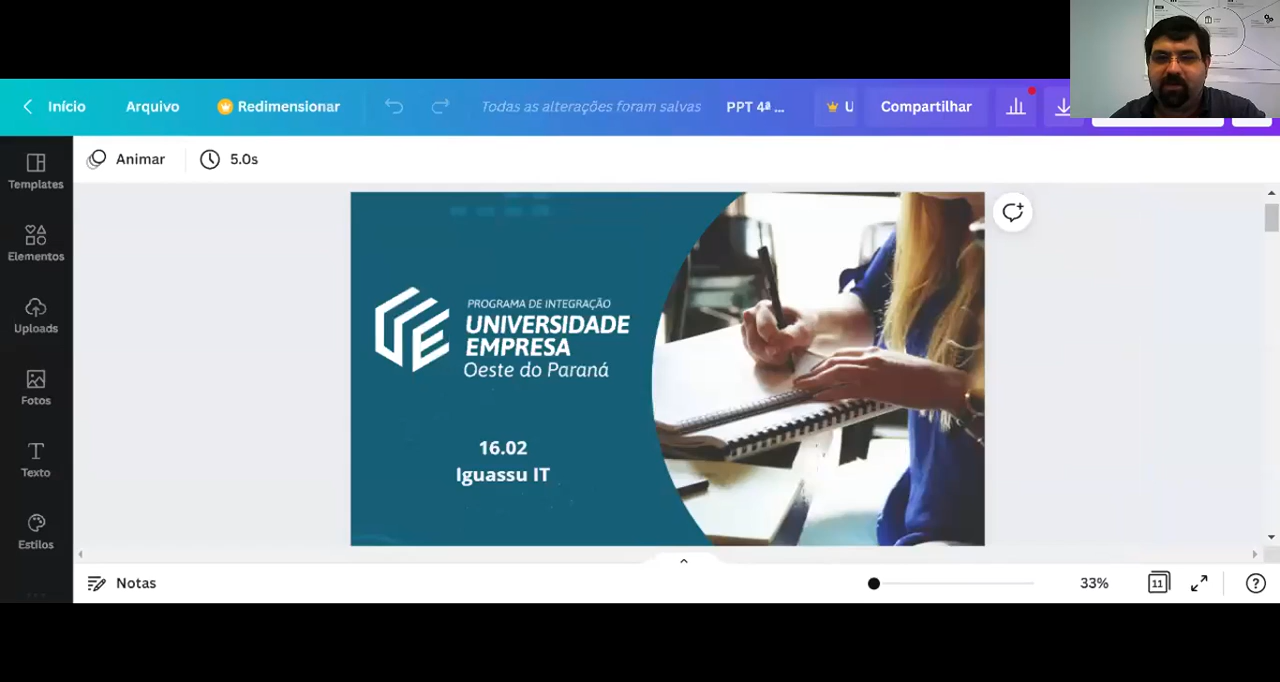 Início Arquivo Redimensionar Todas as alterações foram salvas PPT 4ª ... U Compartilhar
Animar 5.0s
Templates
Elementos
Uploads
Fotos
Texto
Estilos
PROGRAMA DE INTEGRAÇÃO
UNIVERSIDADE
EMPRESA
Oeste do Paraná
16.02
Iguassu IT
Notas 33% 11 ?